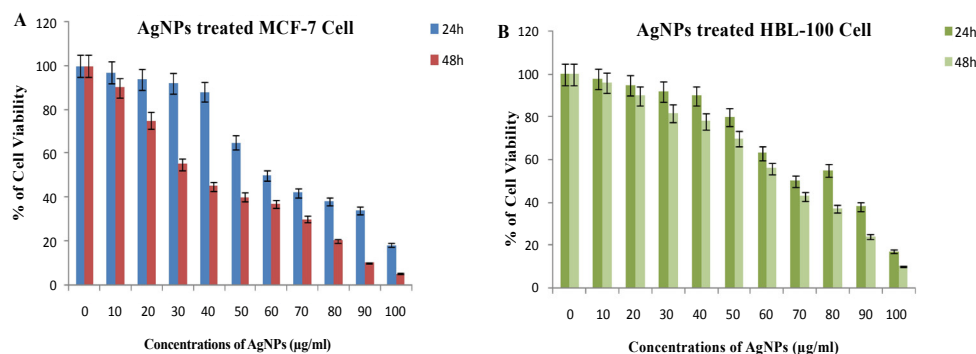 A
AgNPs treated MCF-7 Cell
24h
48h
% of Cell Viability
120
100
80
60
40
20
0
0 10 20 30 40 50 60 70 80 90 100
Concentrations of AgNPs (µg/ml)
B
AgNPs treated HBL-100 Cell
24h
48h
% of Cell Viability
120
100
80
60
40
20
0
0 10 20 30 40 50 60 70 80 90 100
Concentrations of AgNPs (µg/ml)